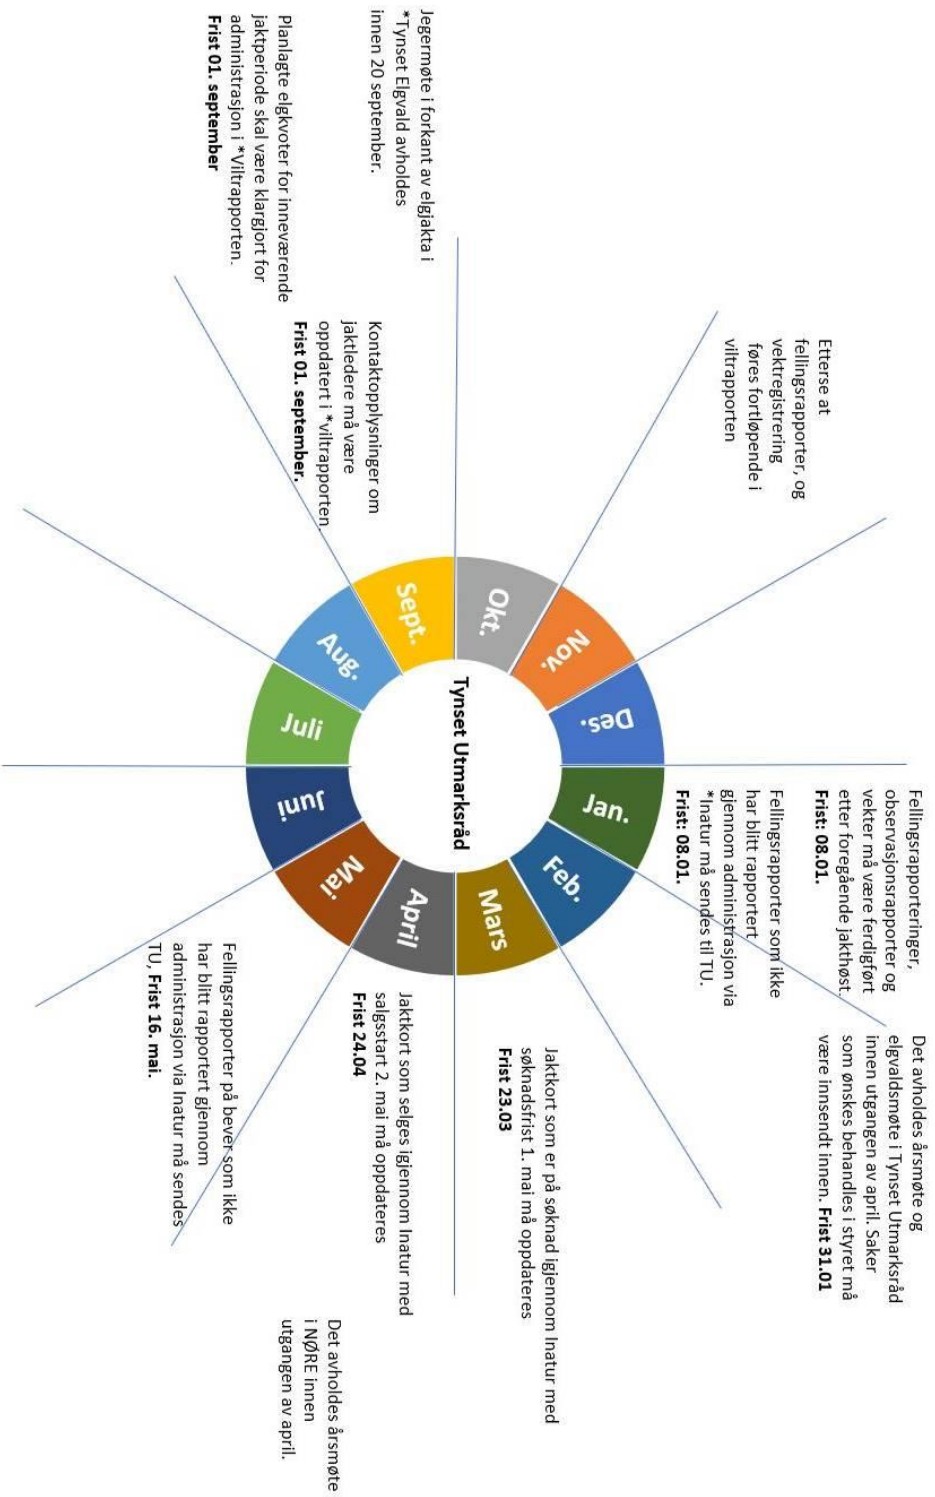 Jegermøte i forkant av elgjakta i
*Tynset Elgvald avholdes
innen 20 september.
Planlagte elgkvoter for inneværende
jaktperiode skal være klargjort for
administrasjon i *Viltrapporten.
Frist 01. september
Etterse at
fellingsrapporter, og
vektregistrering
føres fortløpende i
viltrapporten
Kontaktopplysninger om
jaktledere må være
oppdatert i *viltrapporten
Frist 01. september.
Tynset Utmarksråd
Jan.
Feb.
Mars
April
Mai
Juni
Juli
Aug.
Sept.
Okt.
Nov.
Des.
Fellingsrapporteringer,
observasjonsrapporter og
vekter må være ferdigført
etter foregående jakthøst.
Frist: 08.01.
Fellingsrapporter som ikke
har blitt rapportert
gjennom administrasjon via
*Inatur må sendes til TU.
Frist: 08.01.
Det avholdes årsmøte og
elgvaldsmøte i Tynset Utmarksråd
innen utgangen av april. Saker
som ønskes behandles i styret må
være innsendt innen. Frist 31.01
Jaktkort som er på søknad igjennom Inatur med
søknadsfrist 1. mai må oppdateres
Frist 23.03
Jaktkort som selges igjennom Inatur med
salgsstart 2. mai må oppdateres
Frist 24.04
Det avholdes årsmøte
i NØRE innen
utgangen av april.
Fellingsrapporter på bever som ikke
har blitt rapportert gjennom
administrasjon via Inatur må sendes
TU, Frist 16. mai.